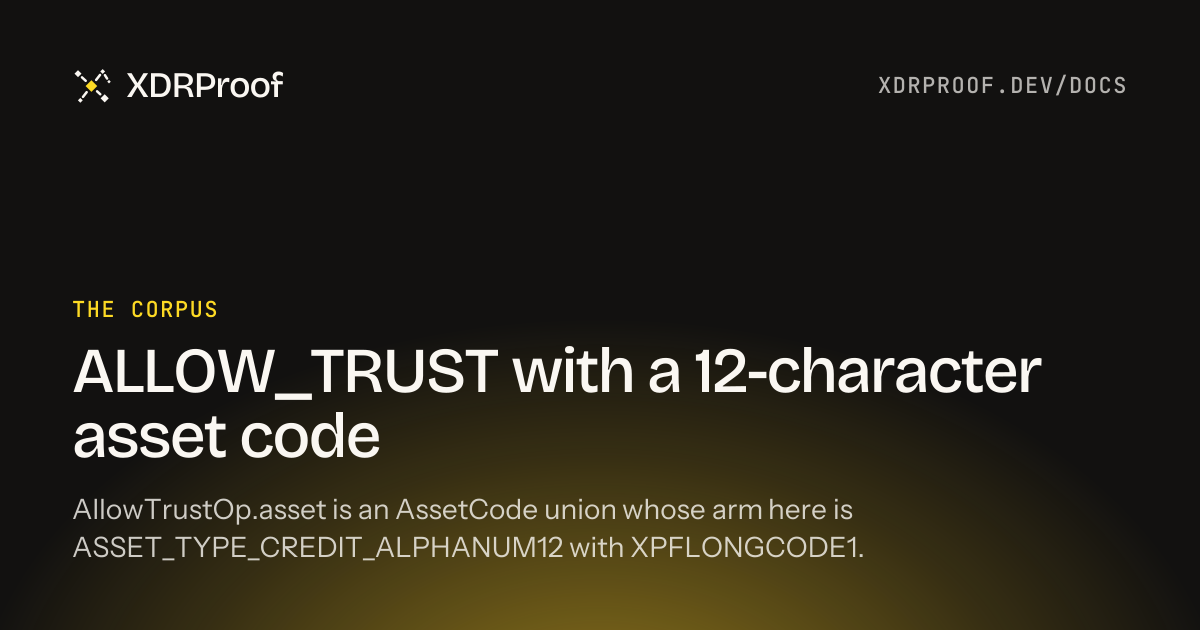 XDRProof
XDRPROOF.DEV/DOCS
THE CORPUS
ALLOW_TRUST with a 12-character
asset code
AllowTrustOp.asset is an AssetCode union whose arm here is
ASSET_TYPE_CREDIT_ALPHANUM12 with XPFLONGCODE1.